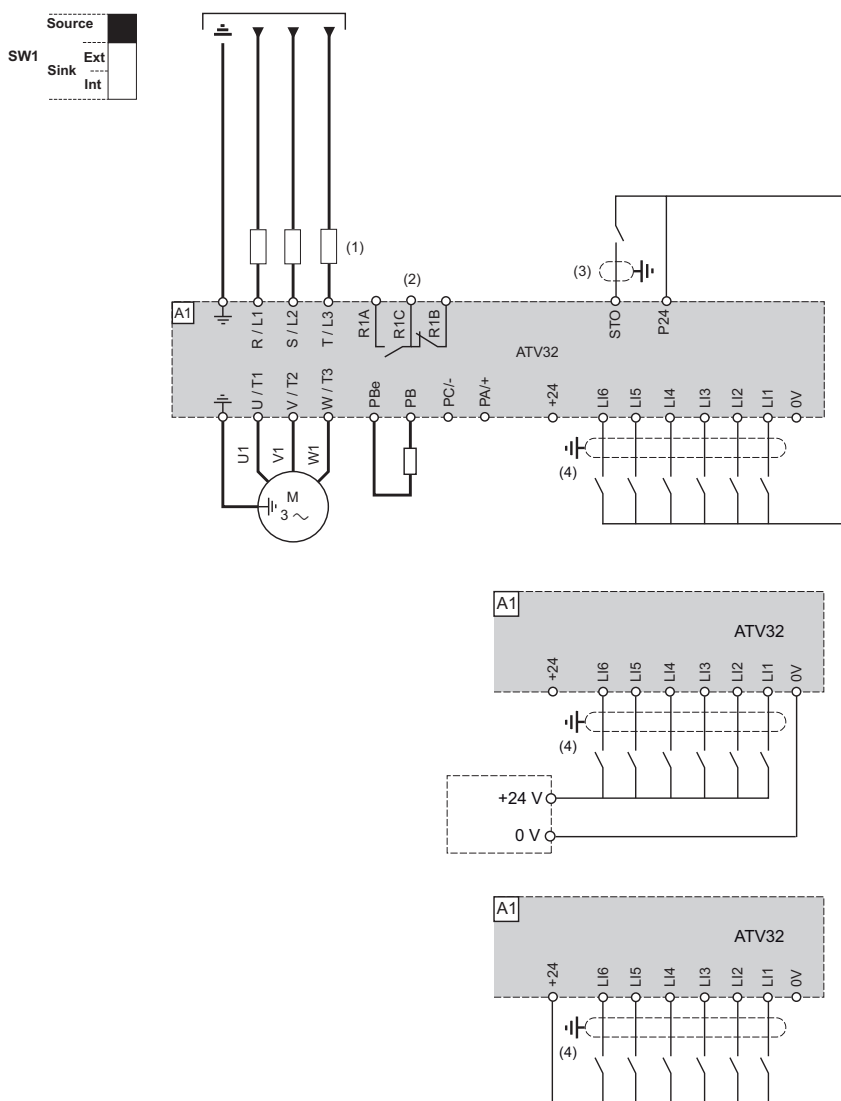 Source
SW1
Ext
Sink
Int
(1)
(2)
(3)
A1
R / L1
S / L2
T / L3
R1A
R1C
R1B
STO
P24
ATV32
U / T1
V / T2
W / T3
PBe
PB
PC/-
PA/+
+24
LI6
LI5
LI4
LI3
LI2
LI1
0V
(4)
U1
V1
W1
M
3 ~
A1
ATV32
+24
LI6
LI5
LI4
LI3
LI2
LI1
0V
(4)
+24 V
0 V
A1
ATV32
+24
LI6
LI5
LI4
LI3
LI2
LI1
0V
(4)